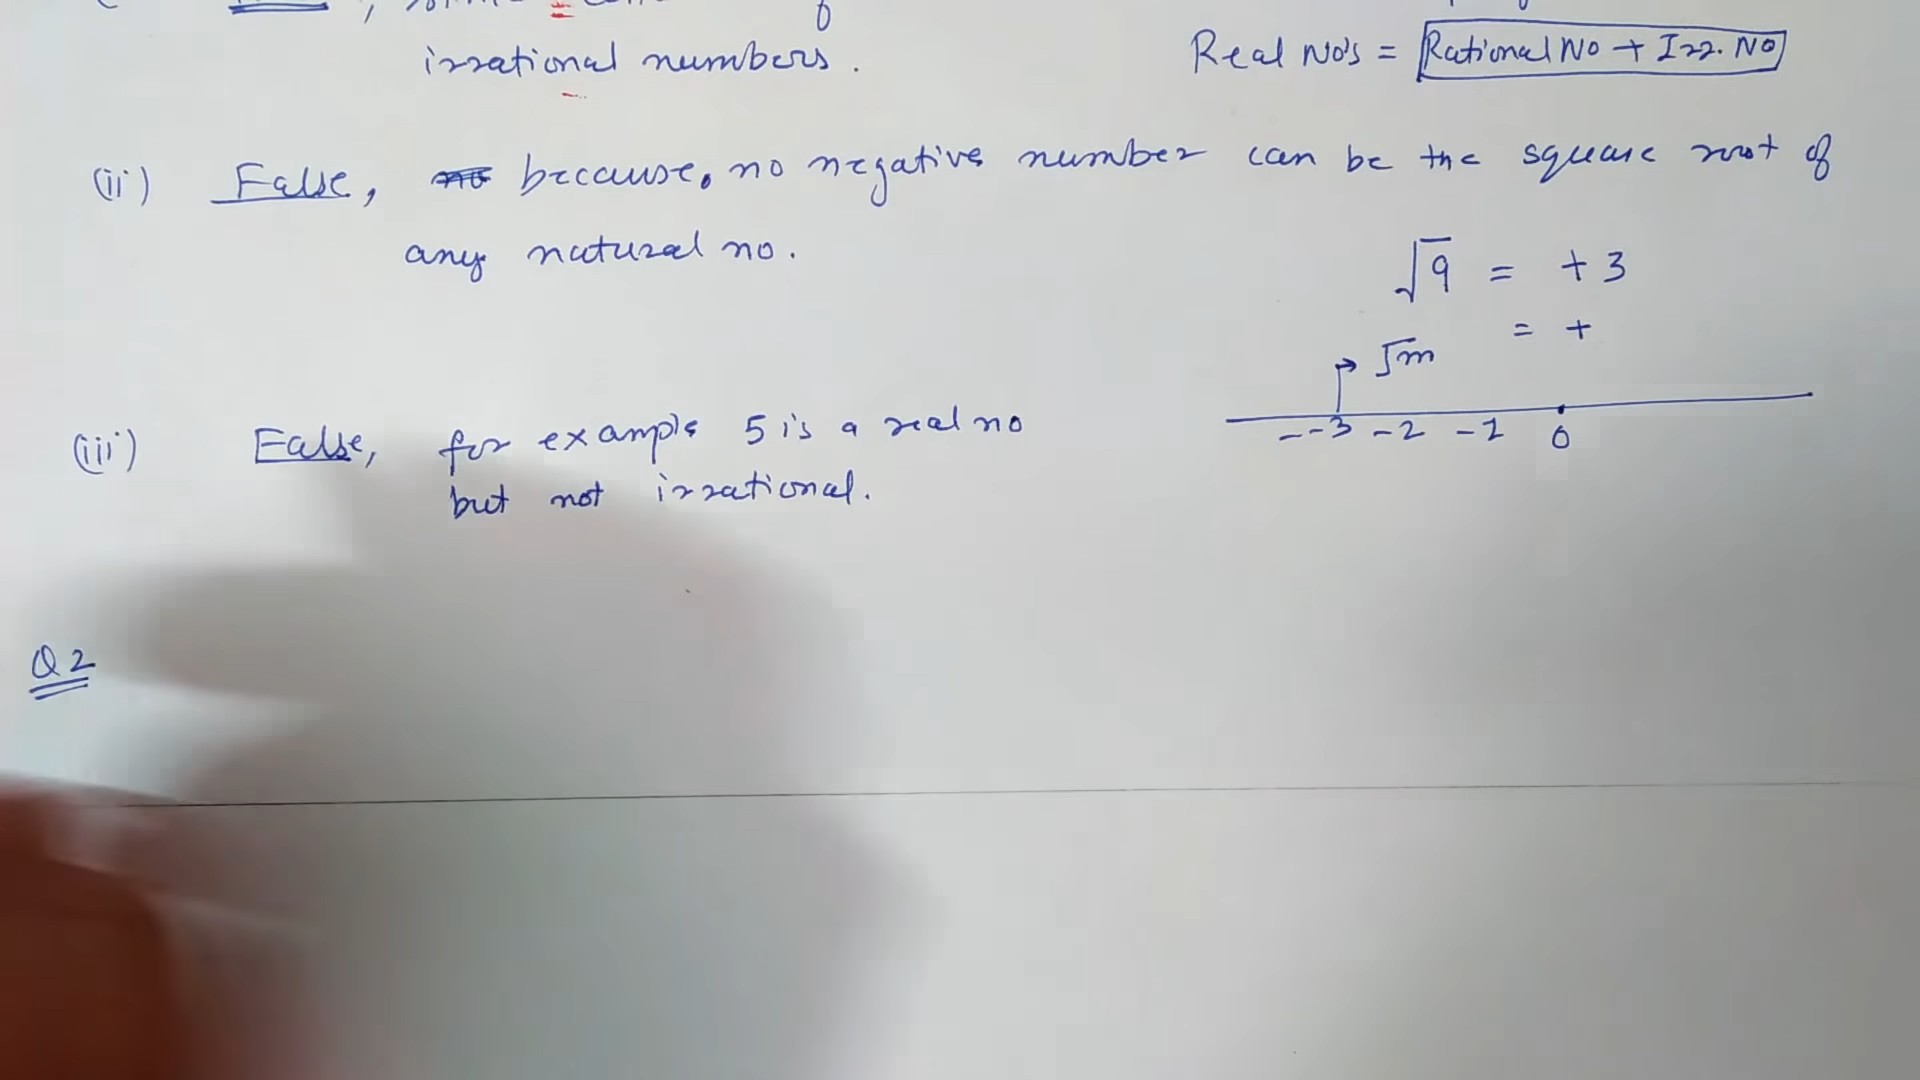 irrational numbers.
Real No's = Rational No + Irr. No
(ii) False, because, no negative number can be the square root of
any natural no.
√9 = +3
= +
√m
(iii) False, for example 5 is a real no
but not irrational.
--3 -2 -1 0
Q2